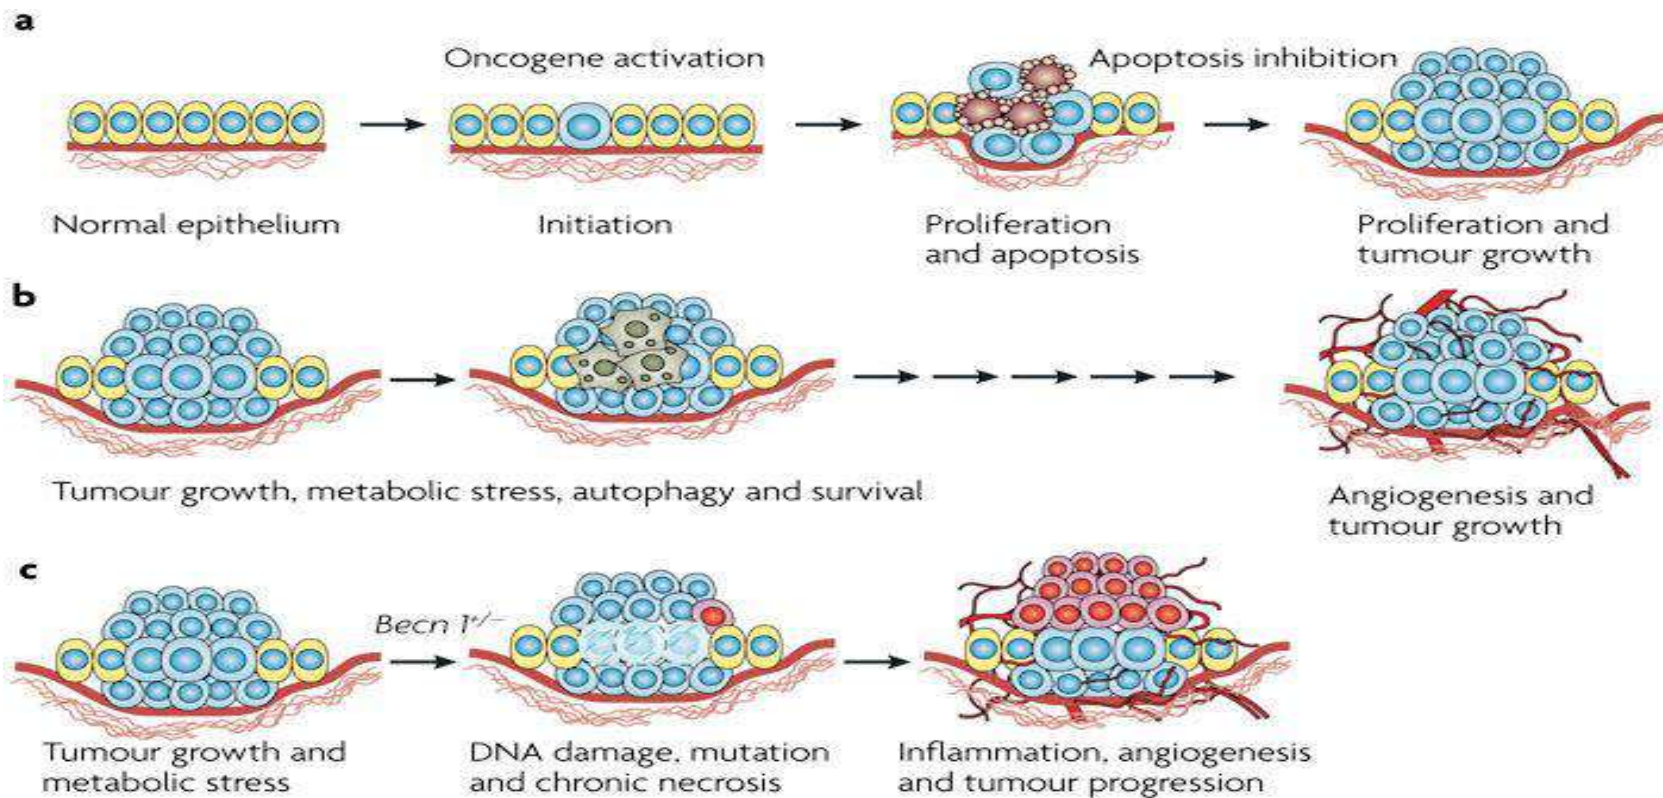 a
Oncogene activation
Apoptosis inhibition
Normal epithelium
Initiation
Proliferation
and apoptosis
Proliferation and
tumour growth
b
Tumour growth, metabolic stress, autophagy and survival
Angiogenesis and
tumour growth
c
Becn 1+/−
Tumour growth and
metabolic stress
DNA damage, mutation
and chronic necrosis
Inflammation, angiogenesis
and tumour progression